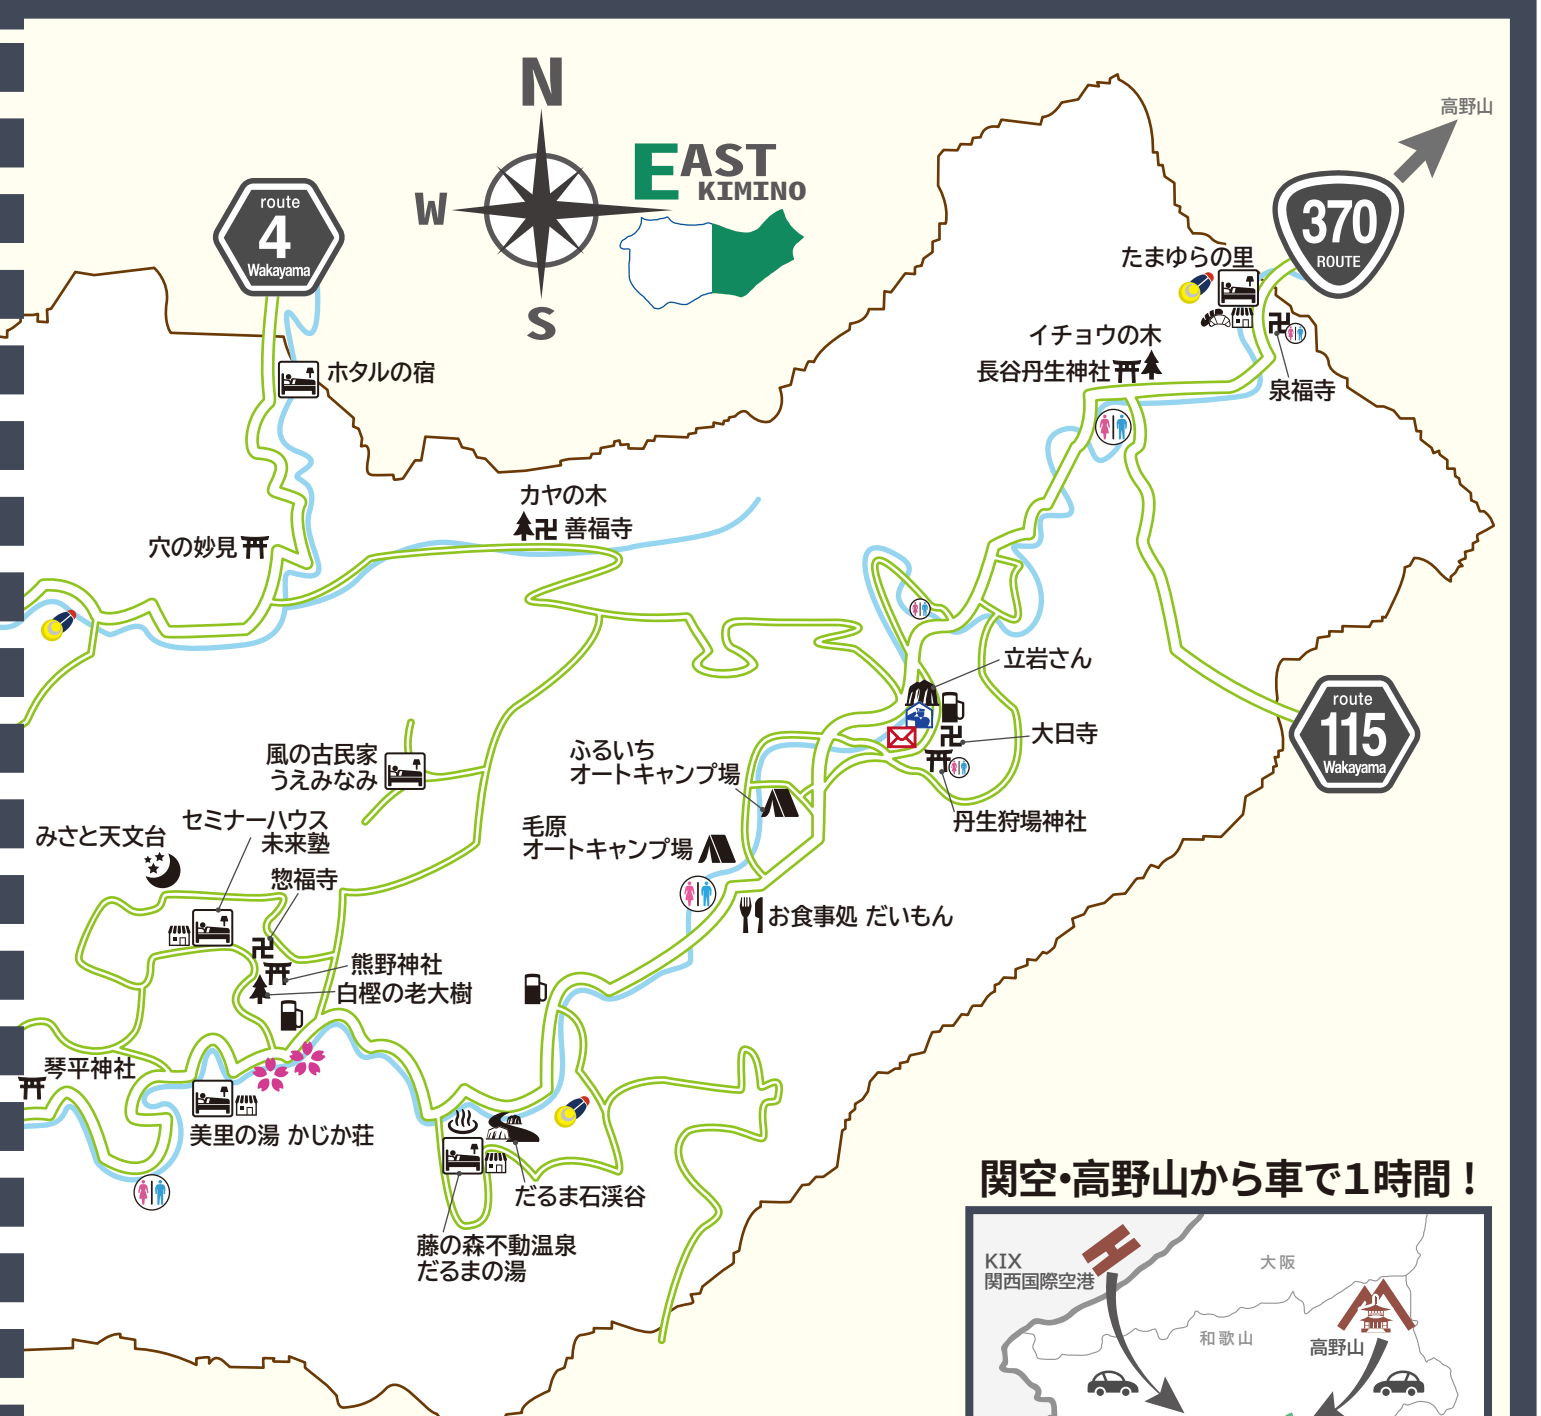 N
高野山
EAST
KIMINO
W
S
route
4
Wakayama
370
ROUTE
たまゆらの里
イチョウの木
長谷丹生神社
泉福寺
ホタルの宿
カヤの木
善福寺
穴の妙見
立岩さん
route
115
Wakayama
大日寺
風の古民家
うえみなみ
ふるいち
オートキャンプ場
セミナーハウス
未来塾
みさと天文台
毛原
オートキャンプ場
丹生狩場神社
惣福寺
お食事処 だいもん
熊野神社
白樫の老大樹
琴平神社
美里の湯 かじか荘
だるま石渓谷
藤の森不動温泉
だるまの湯
関空・高野山から車で1時間！
KIX
関西国際空港
大阪
和歌山
高野山